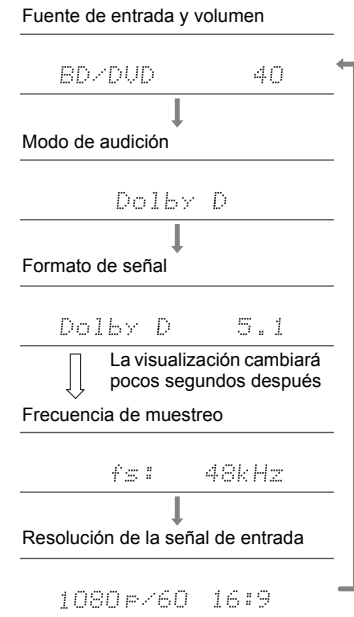 Fuente de entrada y volumen
BD/DVD 40
Modo de audición
Dolby D
Formato de señal
Dolby D 5.1
La visualización cambiará
pocos segundos después
Frecuencia de muestreo
fs: 48kHz
Resolución de la señal de entrada
1080p/60 16:9